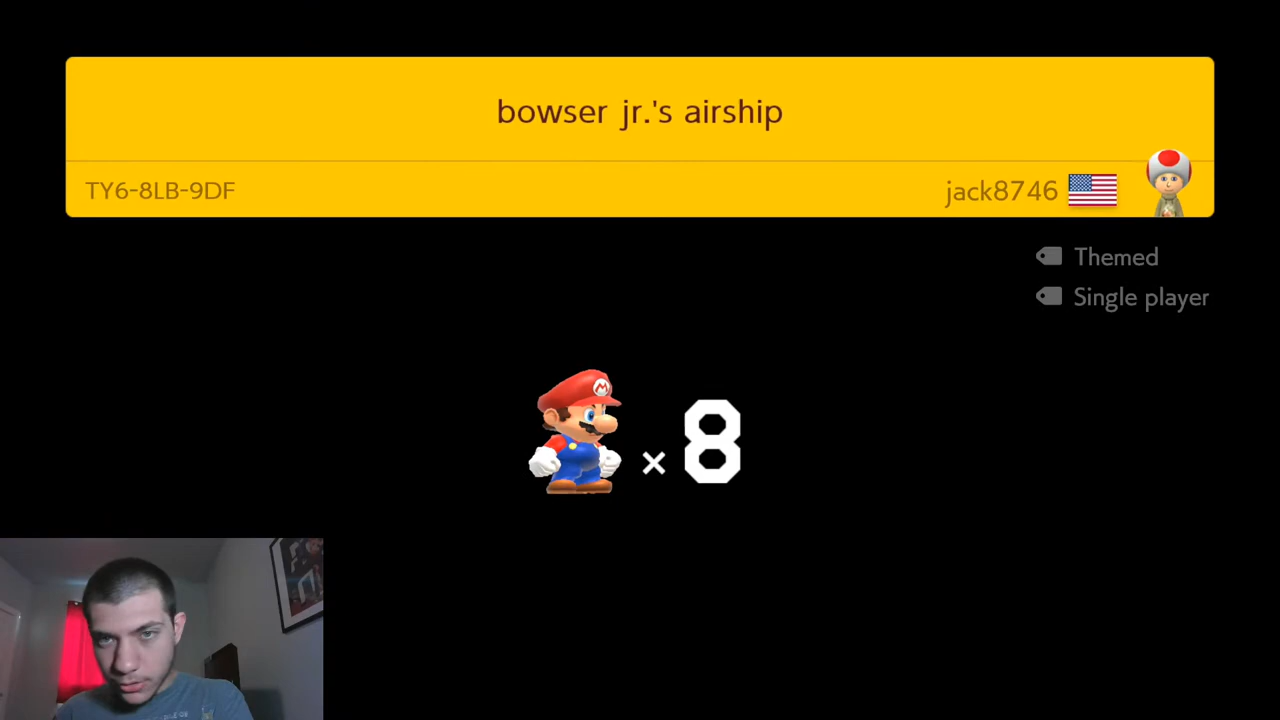 bowser jr.'s airship
TY6-8LB-9DF
jack8746
Themed
Single player
M
× 8